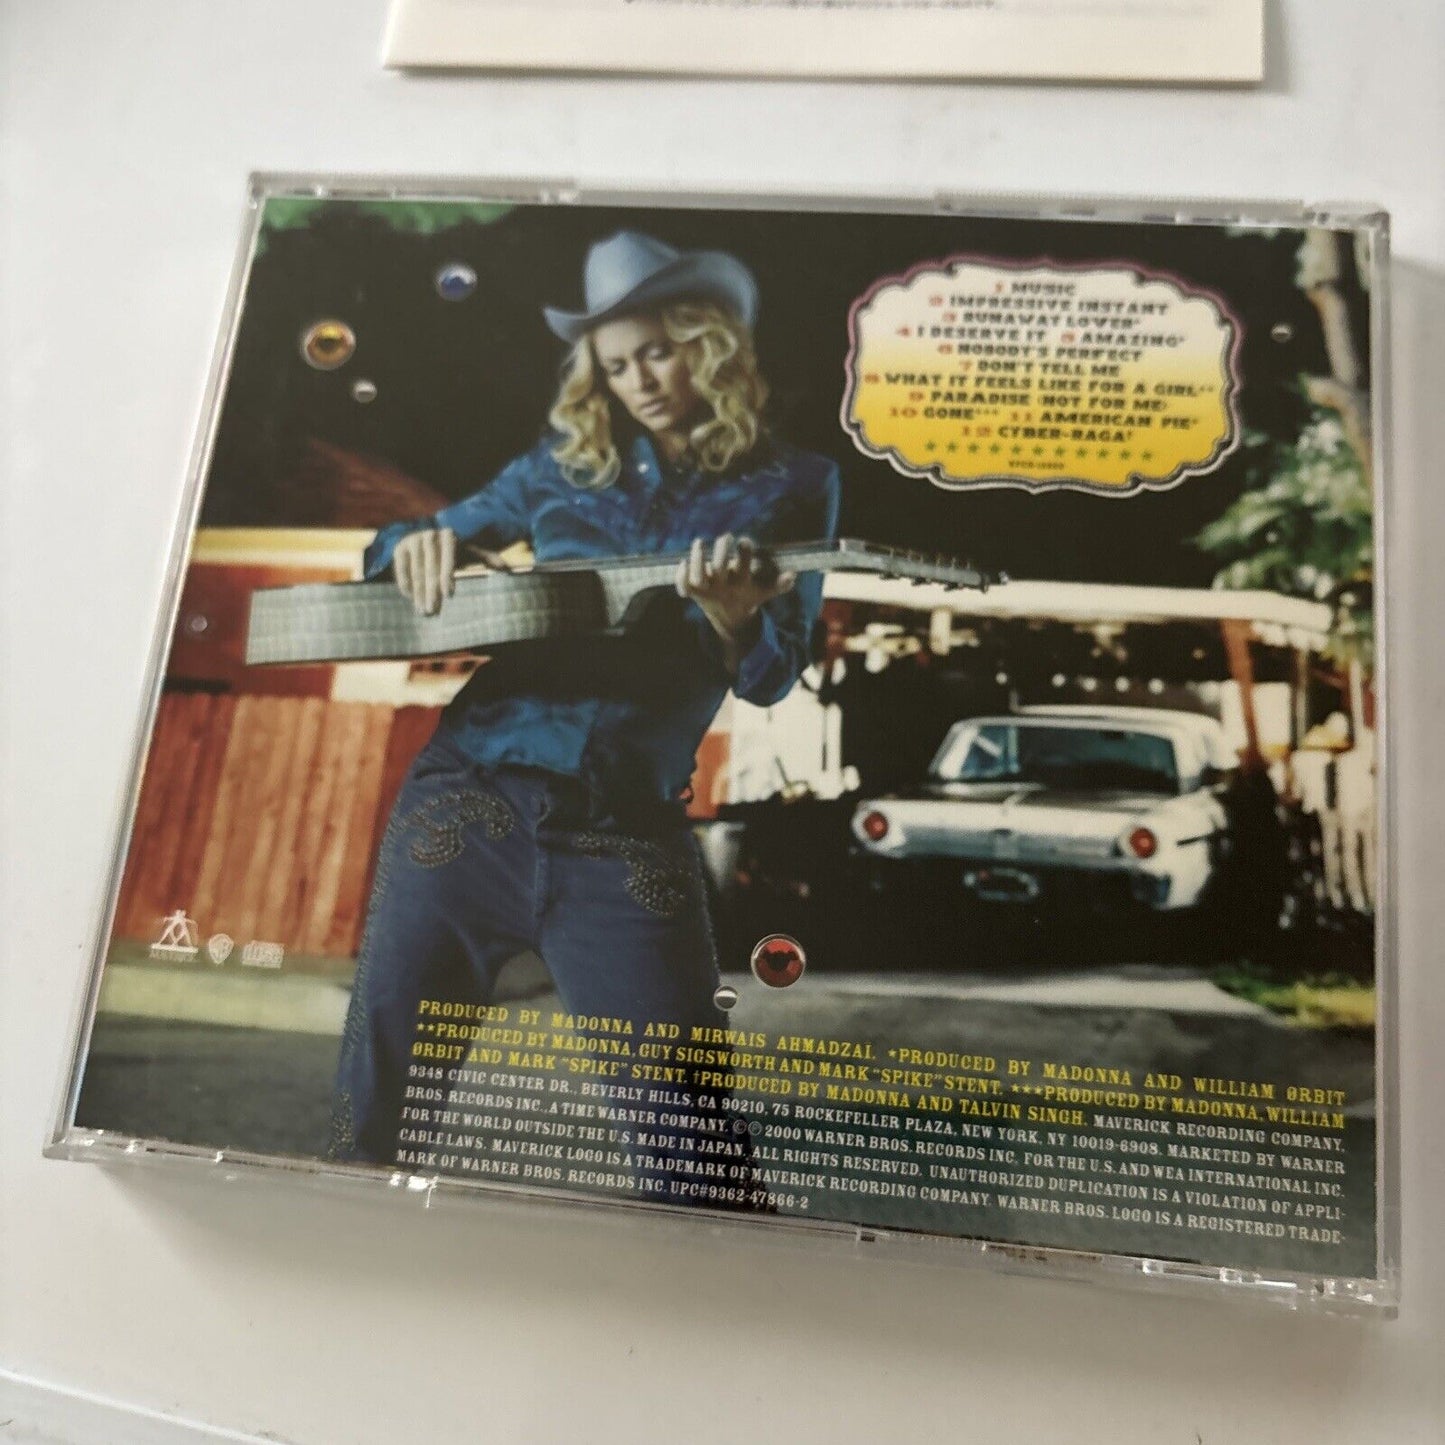 1 MUSIC
2 IMPRESSIVE INSTANT
3 RUNAWAY LOVER*
4 I DESERVE IT 5 AMAZING*
6 NOBODY'S PERFECT
7 DON'T TELL ME
8 WHAT IT FEELS LIKE FOR A GIRL**
9 PARADISE (NOT FOR ME)
10 GONE*** 11 AMERICAN PIE*
12 CYBER-RAGA†
PRODUCED BY MADONNA AND MIRWAIS AHMADZAI. *PRODUCED BY MADONNA AND WILLIAM ØRBIT
**PRODUCED BY MADONNA, GUY SIGSWORTH AND MARK "SPIKE" STENT. ***PRODUCED BY MADONNA, WILLIAM
ØRBIT AND MARK "SPIKE" STENT. †PRODUCED BY MADONNA AND TALVIN SINGH. MAVERICK RECORDING COMPANY,
9348 CIVIC CENTER DR., BEVERLY HILLS, CA 90210, 75 ROCKEFELLER PLAZA, NEW YORK, NY 10019-6908. MARKETED BY WARNER
BROS. RECORDS INC., A TIME WARNER COMPANY. ℗© 2000 WARNER BROS. RECORDS INC. FOR THE U.S. AND WEA INTERNATIONAL INC.
FOR THE WORLD OUTSIDE THE U.S. MADE IN JAPAN. ALL RIGHTS RESERVED. UNAUTHORIZED DUPLICATION IS A VIOLATION OF APPLI-
CABLE LAWS. MAVERICK LOGO IS A TRADEMARK OF MAVERICK RECORDING COMPANY. WARNER BROS. LOGO IS A REGISTERED TRADE-
MARK OF WARNER BROS. RECORDS INC. UPC#9362-47866-2